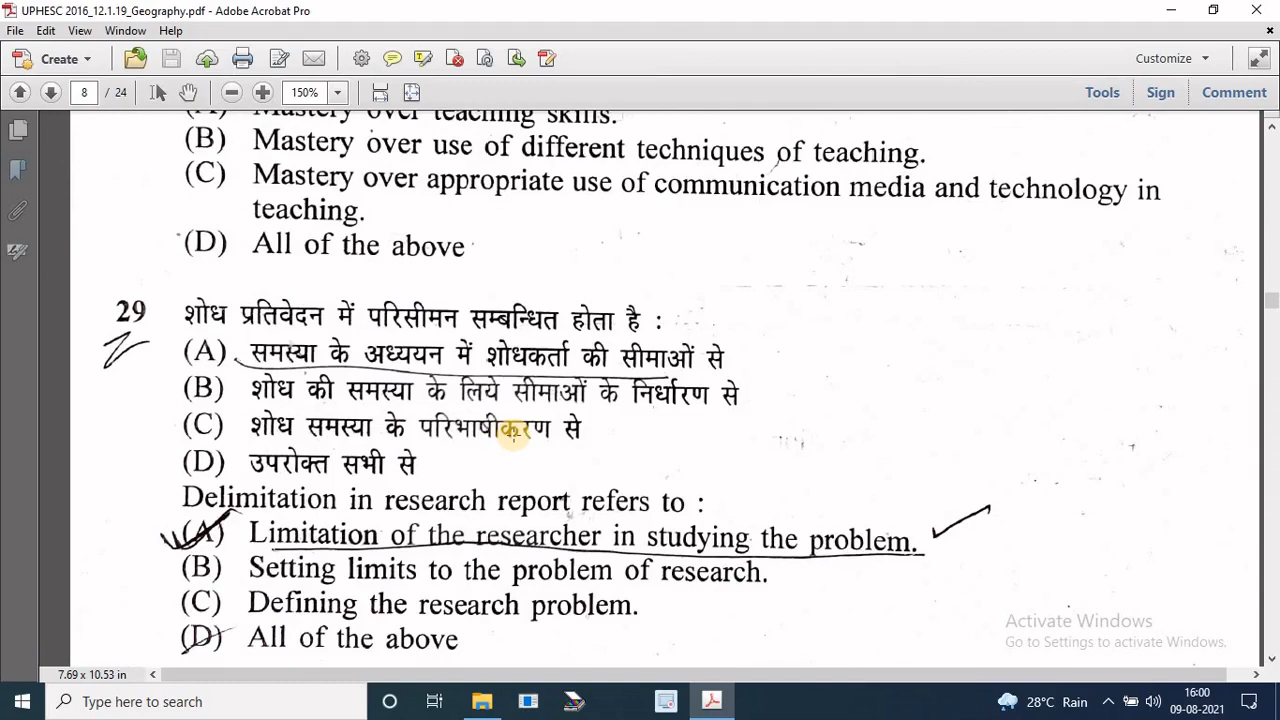 UPHESC 2016_12.1.19_Geography.pdf - Adobe Acrobat Pro
File Edit View Window Help
Create Customize
8 / 24 150% Tools Sign Comment
(A) Mastery over teaching skills.
(B) Mastery over use of different techniques of teaching.
(C) Mastery over appropriate use of communication media and technology in
teaching.
(D) All of the above
29 शोध प्रतिवेदन में परिसीमन सम्बन्धित होता है :
(A) समस्या के अध्ययन में शोधकर्ता की सीमाओं से
(B) शोध की समस्या के लिये सीमाओं के निर्धारण से
(C) शोध समस्या के परिभाषीकरण से
(D) उपरोक्त सभी से
Delimitation in research report refers to :
(A) Limitation of the researcher in studying the problem.
(B) Setting limits to the problem of research.
(C) Defining the research problem.
(D) All of the above
Activate Windows
Go to Settings to activate Windows.
7.69 x 10.53 in
Type here to search
28°C Rain
16:00
09-08-2021